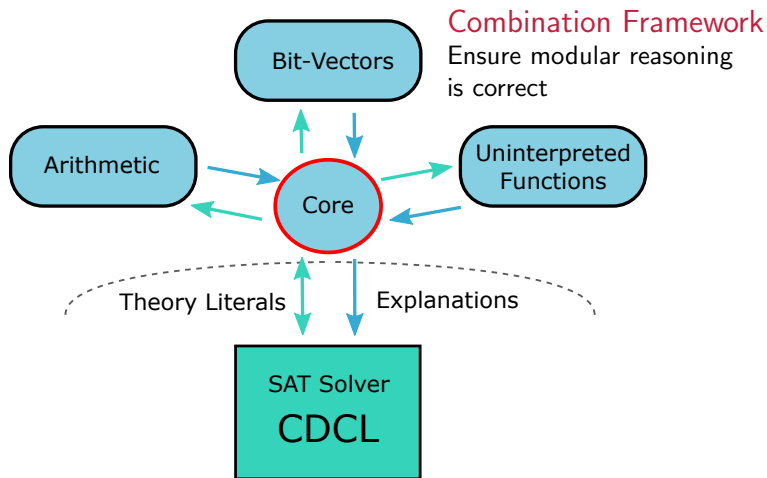 Combination Framework
Ensure modular reasoning
is correct
Bit-Vectors
Arithmetic
Uninterpreted
Functions
Core
Theory Literals
Explanations
SAT Solver
CDCL